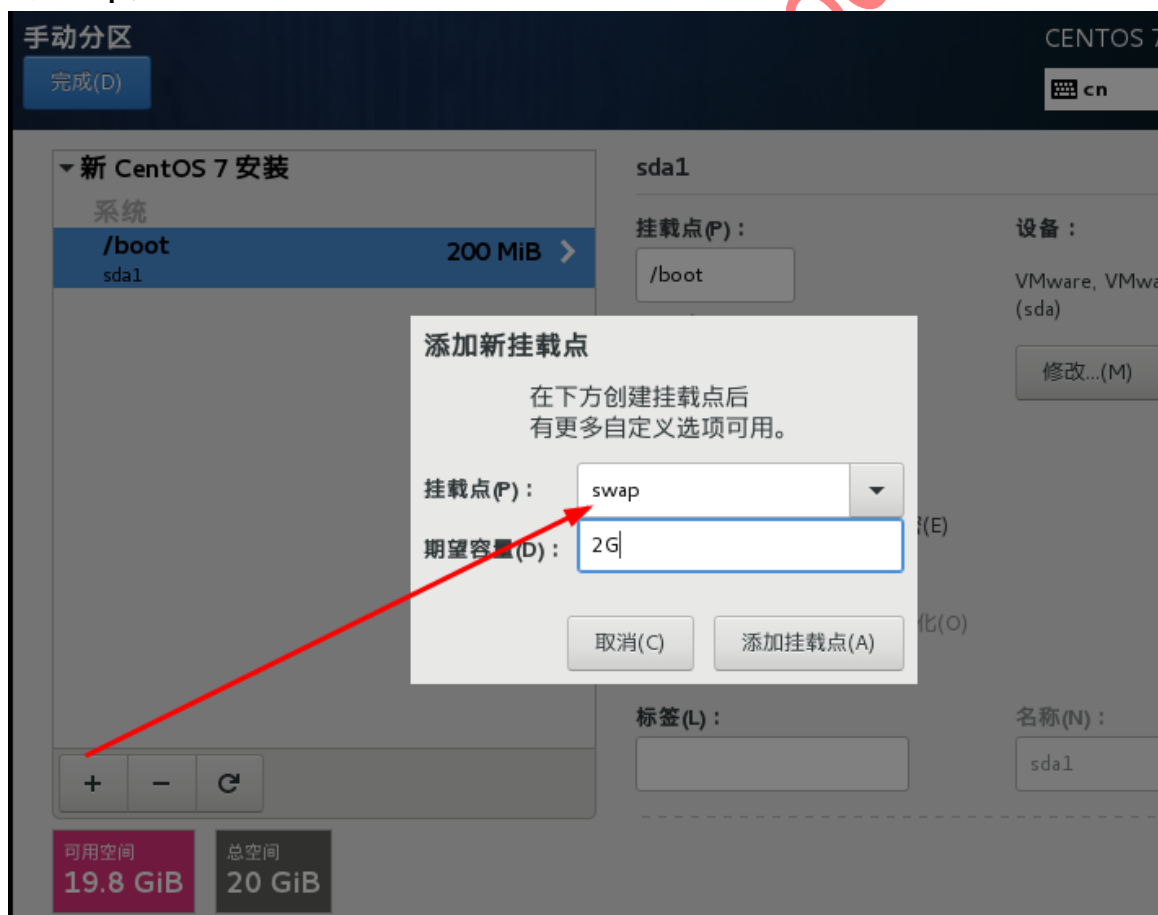 手动分区
CENTOS 7
完成(D)
cn
新 CentOS 7 安装
sda1
系统
/boot
200 MiB
sda1
挂载点(P)：
设备：
/boot
VMware, VMwa
(sda)
修改...(M)
添加新挂载点
在下方创建挂载点后
有更多自定义选项可用。
挂载点(P)：
swap
期望容量(D)：
2G
(E)
取消(C)
添加挂载点(A)
化(O)
标签(L)：
名称(N)：
sda1
+ −
可用空间
19.8 GiB
总空间
20 GiB